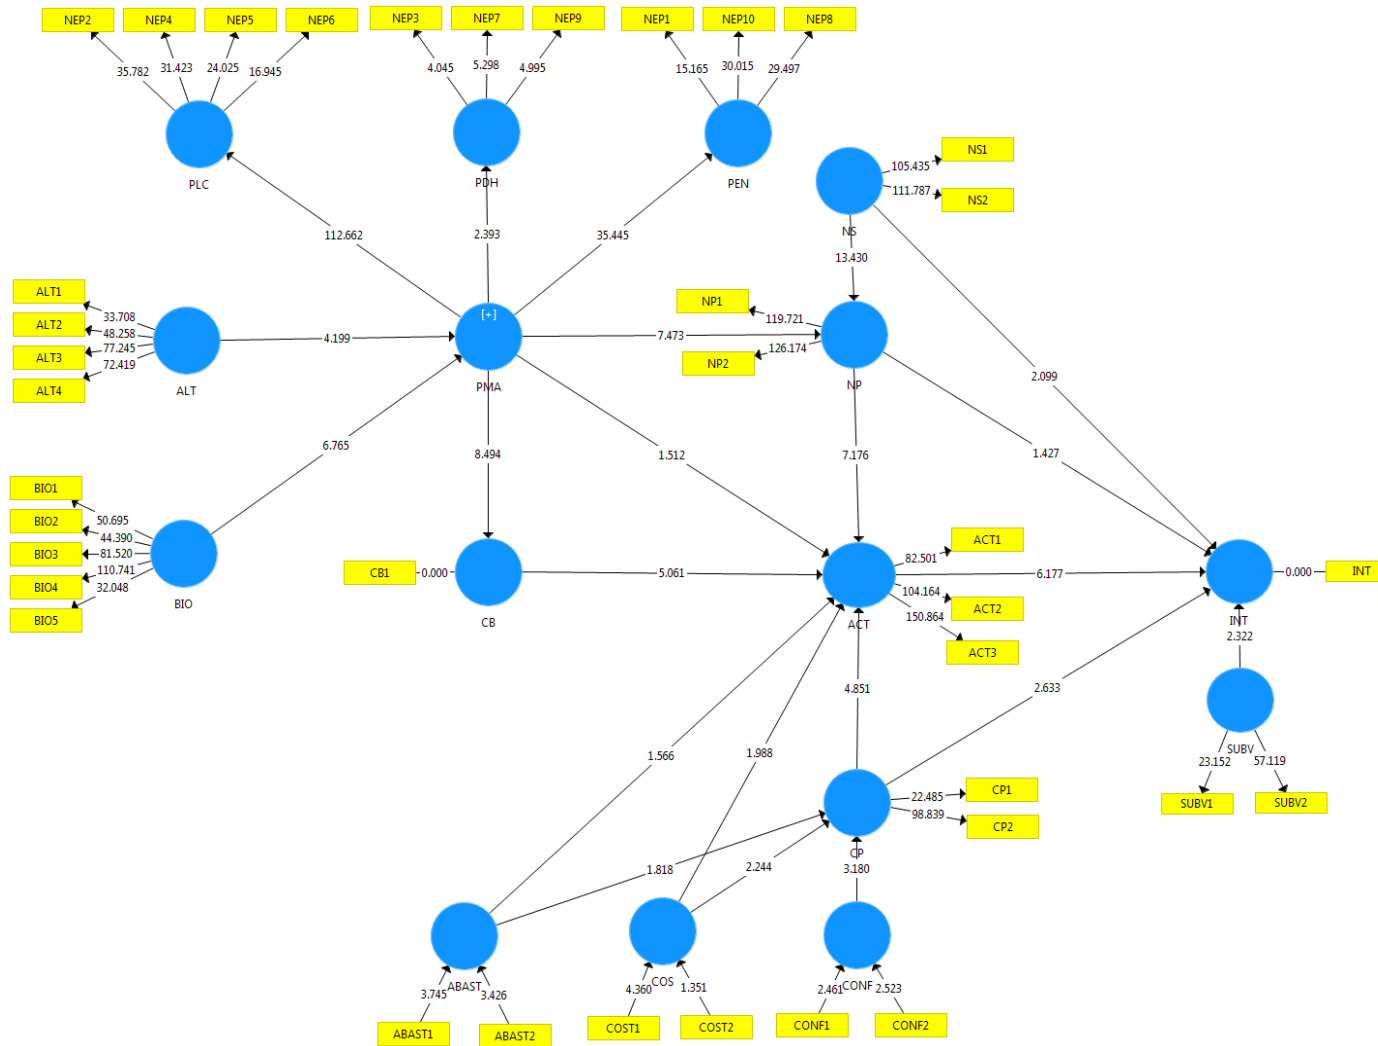 NEP2
NEP4
NEP5
NEP6
NEP3
NEP7
NEP9
NEP1
NEP10
NEP8
35.782
31.423
24.025
16.945
4.045
5.298
4.995
15.165
30.015
29.497
PLC
PDH
PEN
NS1
105.435
111.787
NS2
NS
112.662
2.393
35.445
13.430
ALT1
ALT2
ALT3
ALT4
33.708
48.258
77.245
72.419
ALT
4.199
[+]
PMA
7.473
NP1
119.721
NP2
126.174
NP
2.099
6.765
8.494
1.512
7.176
1.427
BIO1
BIO2
BIO3
BIO4
BIO5
50.695
44.390
81.520
110.741
32.048
BIO
CB1
0.000
CB
5.061
ACT
82.501
104.164
150.864
ACT1
ACT2
ACT3
6.177
INT
0.000
INT
2.322
SUBV
23.152
57.119
SUBV1
SUBV2
4.851
2.633
1.566
1.988
22.485
98.839
CP1
CP2
CP
3.180
1.818
2.244
ABAST
COS
CONF
3.745
3.426
4.360
1.351
2.461
2.523
ABAST1
ABAST2
COST1
COST2
CONF1
CONF2